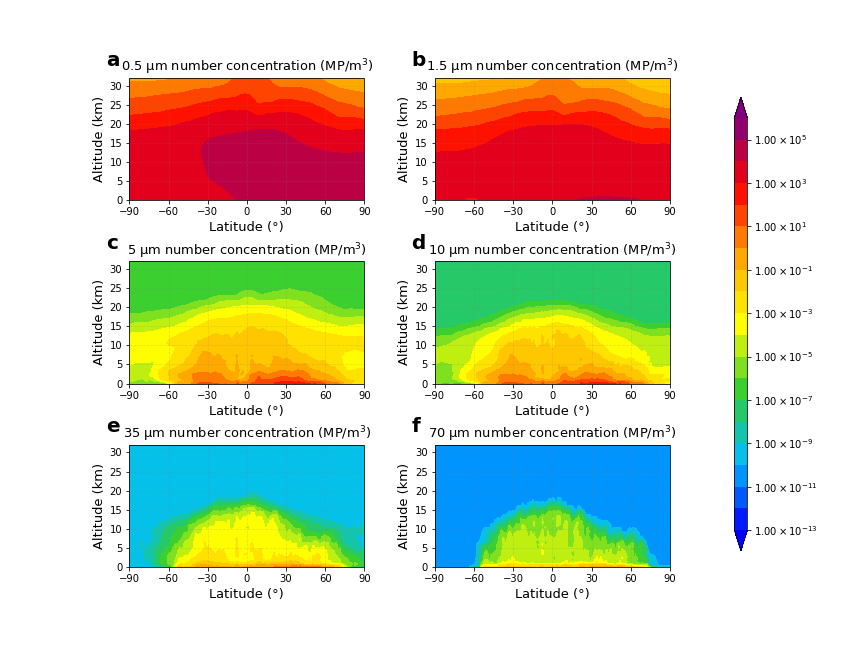 a 0.5 µm number concentration (MP/m³)
b 1.5 µm number concentration (MP/m³)
Altitude (km)
30
25
20
15
10
5
0
−90 −60 −30 0 30 60 90
Latitude (°)
Altitude (km)
30
25
20
15
10
5
0
−90 −60 −30 0 30 60 90
Latitude (°)
c 5 µm number concentration (MP/m³)
d 10 µm number concentration (MP/m³)
Altitude (km)
30
25
20
15
10
5
0
−90 −60 −30 0 30 60 90
Latitude (°)
Altitude (km)
30
25
20
15
10
5
0
−90 −60 −30 0 30 60 90
Latitude (°)
e 35 µm number concentration (MP/m³)
f 70 µm number concentration (MP/m³)
Altitude (km)
30
25
20
15
10
5
0
−90 −60 −30 0 30 60 90
Latitude (°)
Altitude (km)
30
25
20
15
10
5
0
−90 −60 −30 0 30 60 90
Latitude (°)
1.00 × 10⁵
1.00 × 10³
1.00 × 10¹
1.00 × 10⁻¹
1.00 × 10⁻³
1.00 × 10⁻⁵
1.00 × 10⁻⁷
1.00 × 10⁻⁹
1.00 × 10⁻¹¹
1.00 × 10⁻¹³